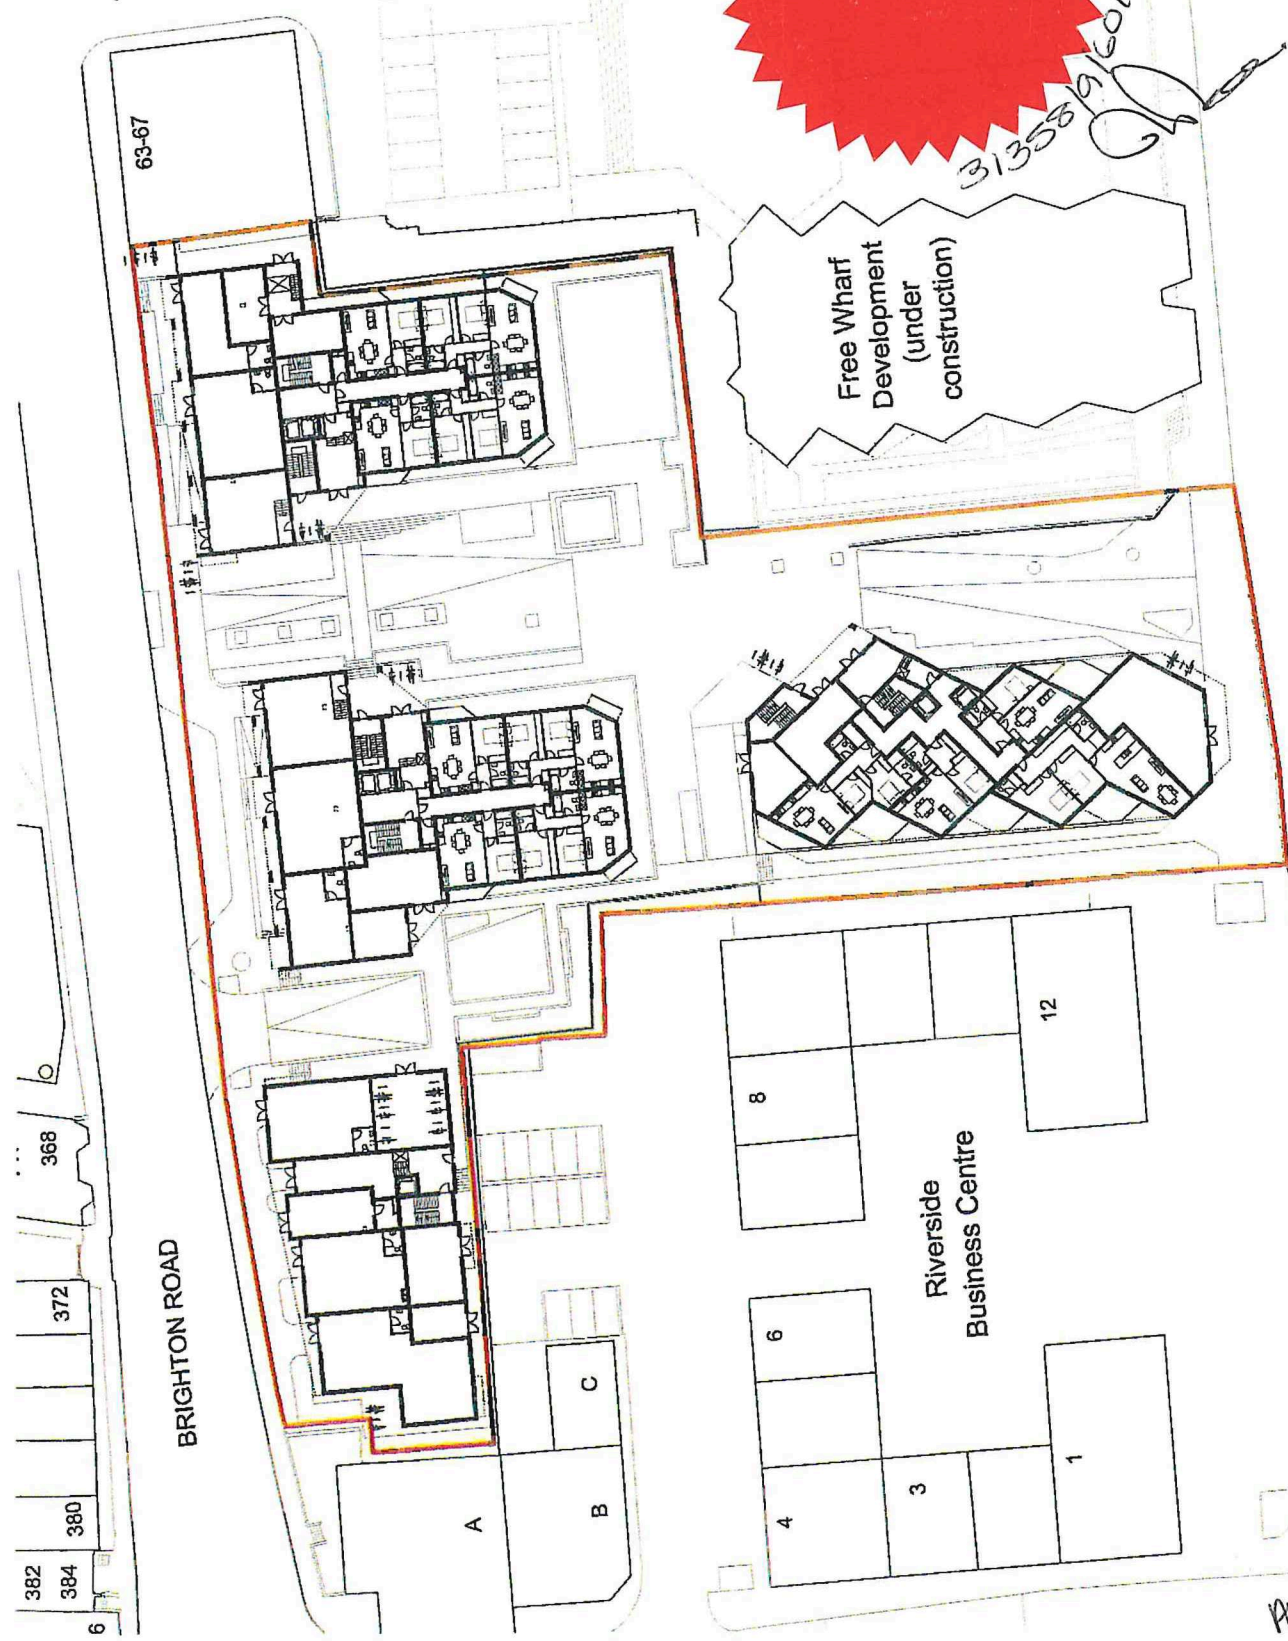 63-67
Free Wharf
Development
(under
construction)
368
372
380
382
384
6
BRIGHTON ROAD
A
B
C
8
12
Riverside
Business Centre
6
4
3
1